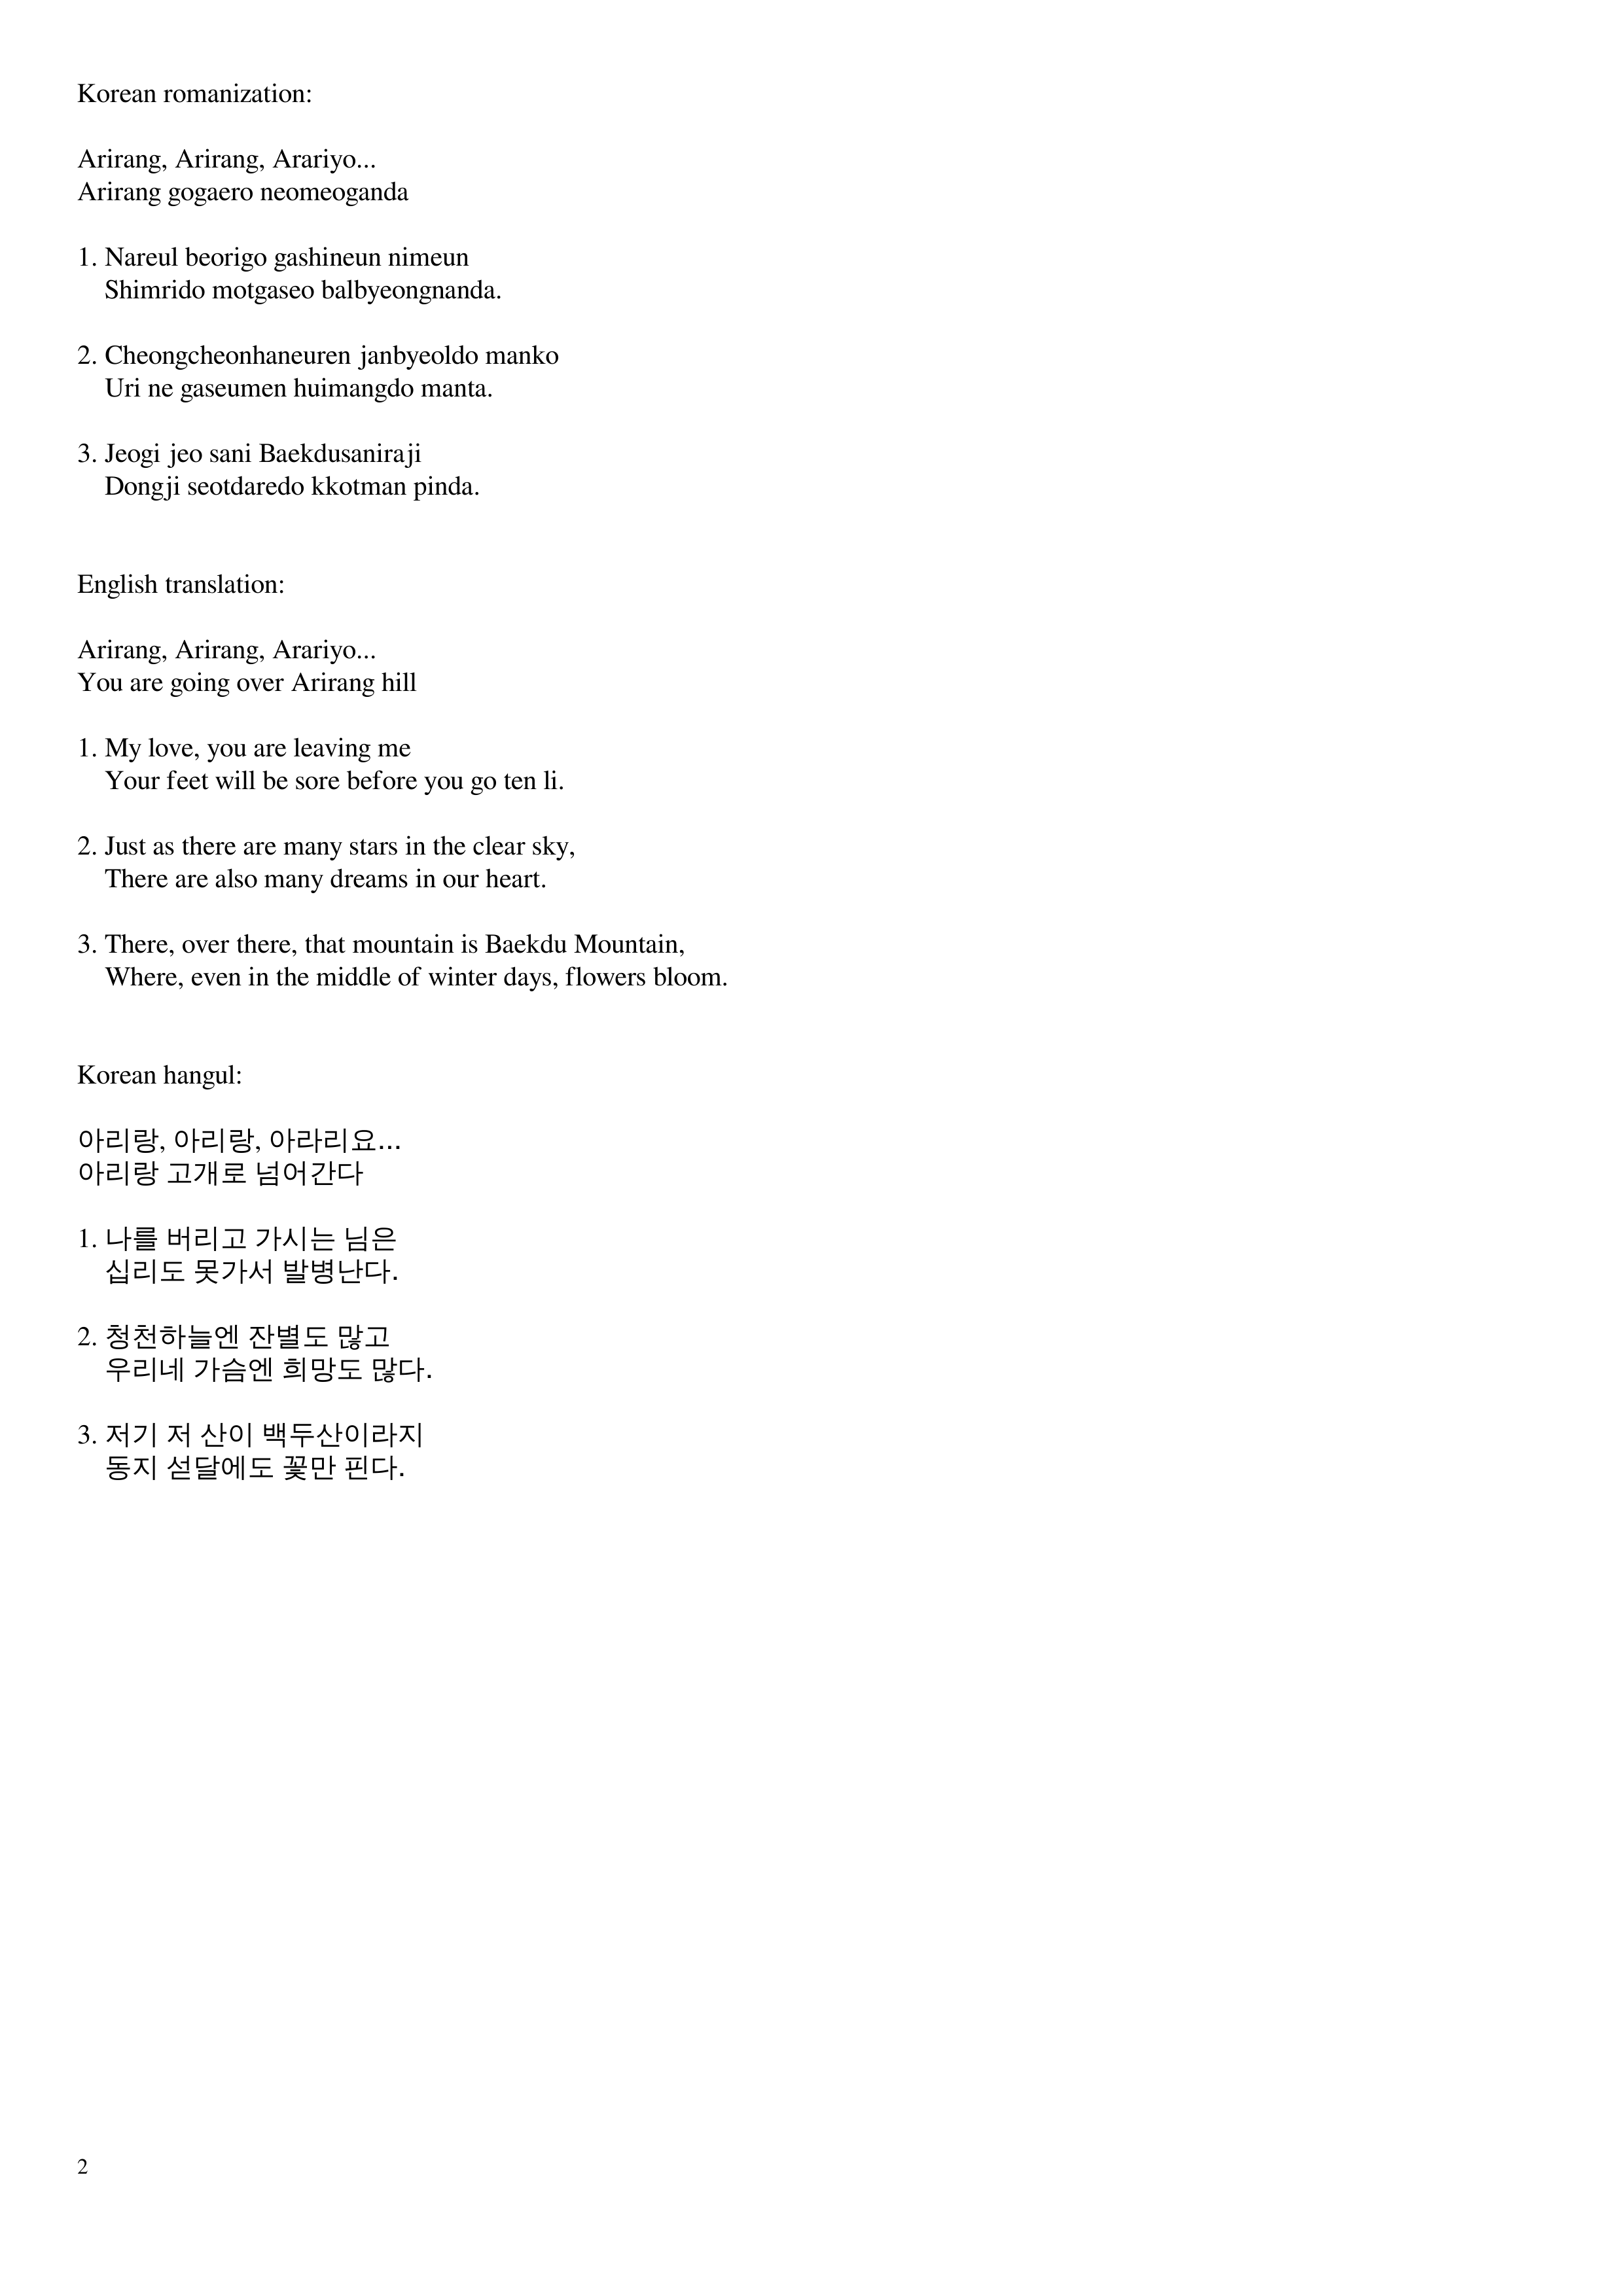 Korean romanization:
Arirang, Arirang, Arariyo...
Arirang gogaero neomeoganda
1. Nareul beorigo gashineun nimeun
Shimrido motgaseo balbyeongnanda.
2. Cheongcheonhaneuren janbyeoldo manko
Uri ne gaseumen huimangdo manta.
3. Jeogi jeo sani Baekdusaniraji
Dongji seotdaredo kkotman pinda.
English translation:
Arirang, Arirang, Arariyo...
You are going over Arirang hill
1. My love, you are leaving me
Your feet will be sore before you go ten li.
2. Just as there are many stars in the clear sky,
There are also many dreams in our heart.
3. There, over there, that mountain is Baekdu Mountain,
Where, even in the middle of winter days, flowers bloom.
Korean hangul:
아리랑, 아리랑, 아라리요...
아리랑 고개로 넘어간다
1. 나를 버리고 가시는 님은
십리도 못가서 발병난다.
2. 청천하늘엔 잔별도 많고
우리네 가슴엔 희망도 많다.
3. 저기 저 산이 백두산이라지
동지 섣달에도 꽃만 핀다.
2